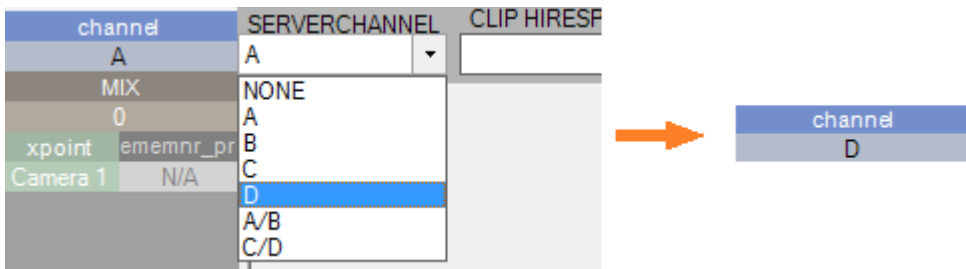 channel
A
MIX
0
xpoint ememnr_pr
Camera 1 N/A
SERVERCHANNEL
A
NONE
A
B
C
D
A/B
C/D
CLIP HIRESP
channel
D